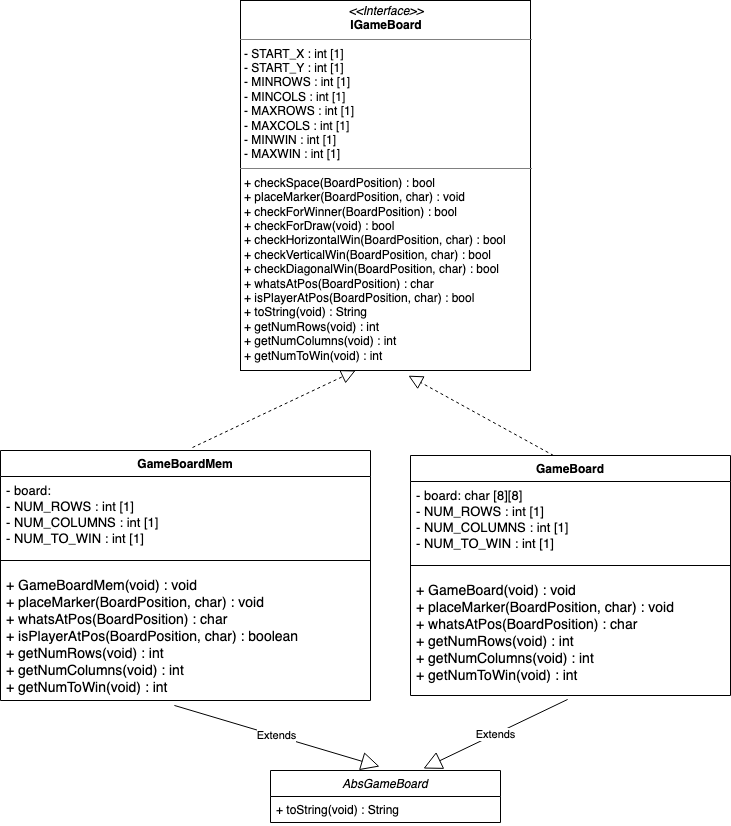 <<Interface>>
IGameBoard
- START_X : int [1]
- START_Y : int [1]
- MINROWS : int [1]
- MINCOLS : int [1]
- MAXROWS : int [1]
- MAXCOLS : int [1]
- MINWIN : int [1]
- MAXWIN : int [1]
+ checkSpace(BoardPosition) : bool
+ placeMarker(BoardPosition, char) : void
+ checkForWinner(BoardPosition) : bool
+ checkForDraw(void) : bool
+ checkHorizontalWin(BoardPosition, char) : bool
+ checkVerticalWin(BoardPosition, char) : bool
+ checkDiagonalWin(BoardPosition, char) : bool
+ whatsAtPos(BoardPosition) : char
+ isPlayerAtPos(BoardPosition, char) : bool
+ toString(void) : String
+ getNumRows(void) : int
+ getNumColumns(void) : int
+ getNumToWin(void) : int
GameBoardMem
- board:
- NUM_ROWS : int [1]
- NUM_COLUMNS : int [1]
- NUM_TO_WIN : int [1]
+ GameBoardMem(void) : void
+ placeMarker(BoardPosition, char) : void
+ whatsAtPos(BoardPosition) : char
+ isPlayerAtPos(BoardPosition, char) : boolean
+ getNumRows(void) : int
+ getNumColumns(void) : int
+ getNumToWin(void) : int
GameBoard
- board: char [8][8]
- NUM_ROWS : int [1]
- NUM_COLUMNS : int [1]
- NUM_TO_WIN : int [1]
+ GameBoard(void) : void
+ placeMarker(BoardPosition, char) : void
+ whatsAtPos(BoardPosition) : char
+ getNumRows(void) : int
+ getNumColumns(void) : int
+ getNumToWin(void) : int
Extends
Extends
AbsGameBoard
+ toString(void) : String